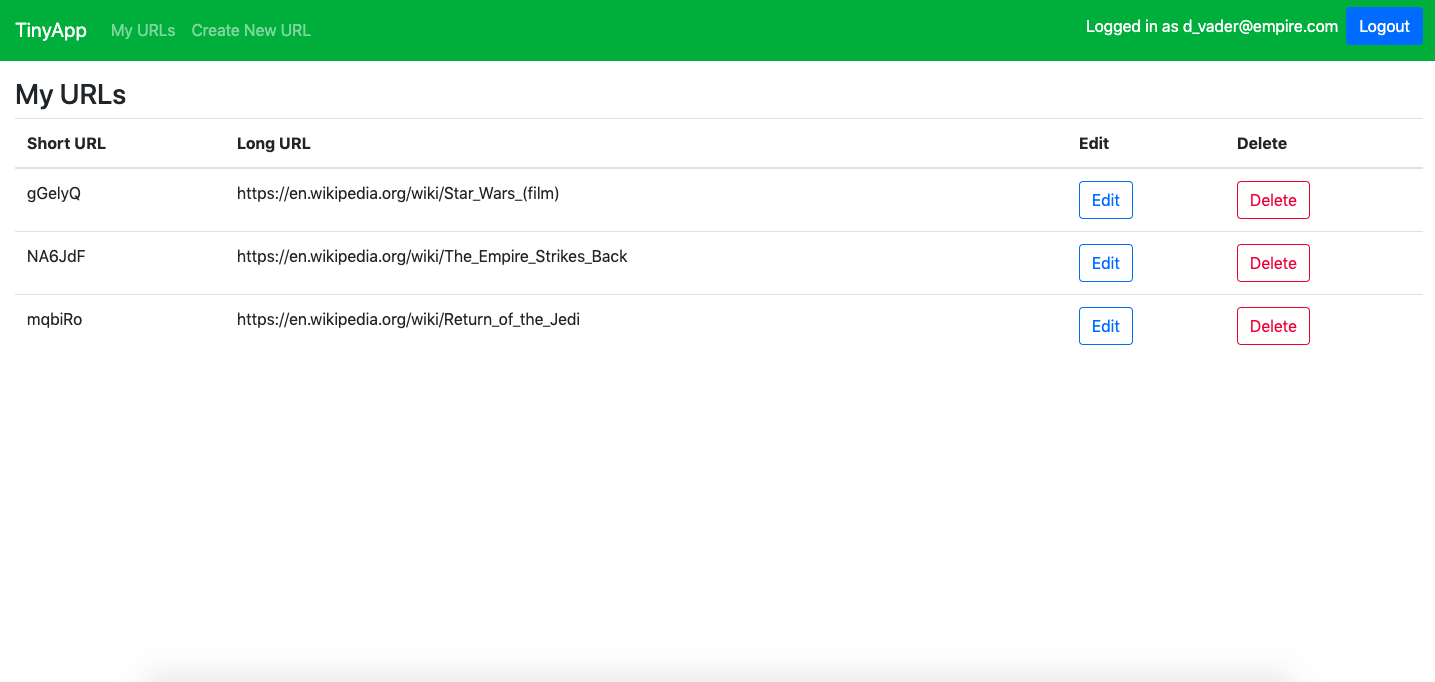 TinyApp My URLs Create New URL Logged in as d_vader@empire.com Logout
My URLs
Short URL Long URL Edit Delete
gGelyQ https://en.wikipedia.org/wiki/Star_Wars_(film) Edit Delete
NA6JdF https://en.wikipedia.org/wiki/The_Empire_Strikes_Back Edit Delete
mqbiRo https://en.wikipedia.org/wiki/Return_of_the_Jedi Edit Delete